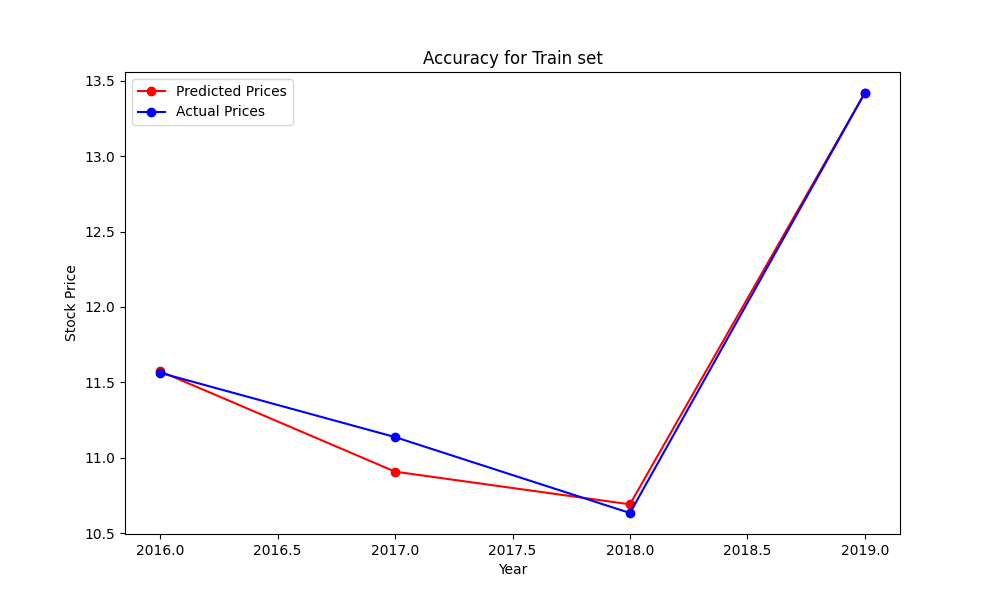 Accuracy for Train set
Predicted Prices
Actual Prices
Stock Price
13.5
13.0
12.5
12.0
11.5
11.0
10.5
2016.0 2016.5 2017.0 2017.5 2018.0 2018.5 2019.0
Year